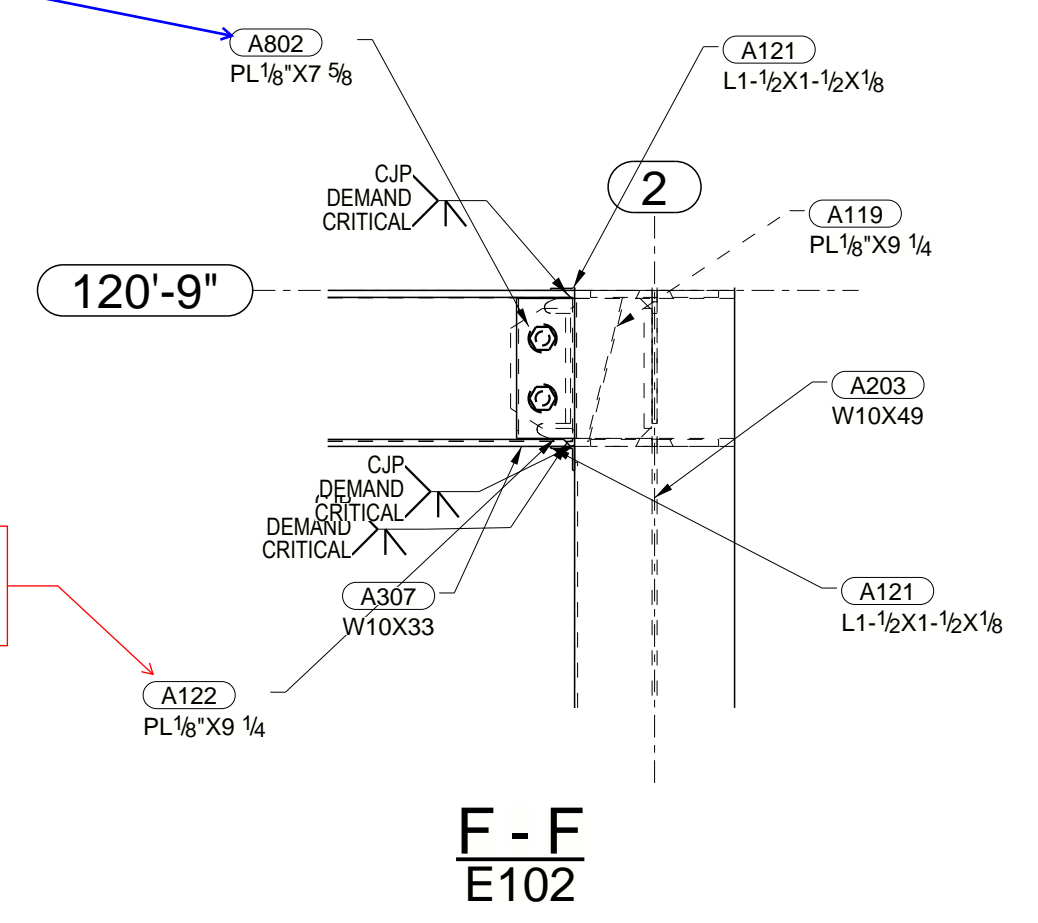 A802
PL1/8"X7 5/8
A121
L1-1/2X1-1/2X1/8
CJP
DEMAND
CRITICAL
2
A119
PL1/8"X9 1/4
120'-9"
A203
W10X49
CJP
DEMAND
CRITICAL
CJP
DEMAND
CRITICAL
A307
W10X33
A121
L1-1/2X1-1/2X1/8
A122
PL1/8"X9 1/4
F - F
E102